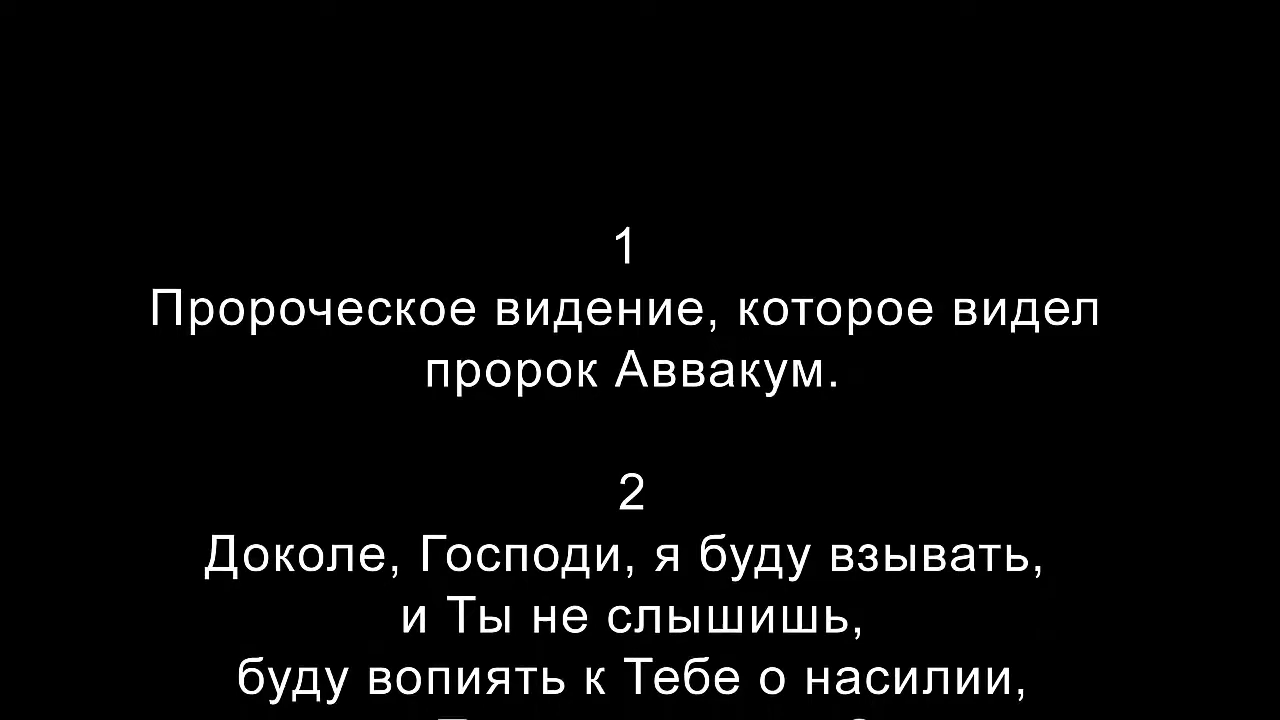 1
Пророческое видение, которое видел
пророк Аввакум.
2
Доколе, Господи, я буду взывать,
и Ты не слышишь,
буду вопиять к Тебе о насилии,